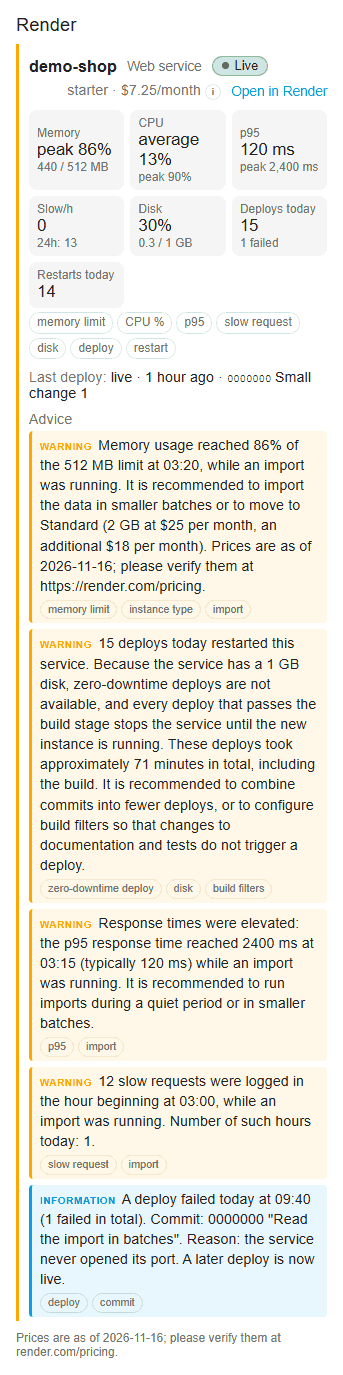 Render
demo-shop Web service Live
starter · $7.25/month i Open in Render
Memory
peak 86%
440 / 512 MB
CPU
average
13%
peak 90%
p95
120 ms
peak 2,400 ms
Slow/h
0
24h: 13
Disk
30%
0.3 / 1 GB
Deploys today
15
1 failed
Restarts today
14
memory limit CPU % p95 slow request
disk deploy restart
Last deploy: live · 1 hour ago · 0000000 Small
change 1
Advice
WARNING Memory usage reached 86% of
the 512 MB limit at 03:20, while an import
was running. It is recommended to import
the data in smaller batches or to move to
Standard (2 GB at $25 per month, an
additional $18 per month). Prices are as of
2026-11-16; please verify them at
https://render.com/pricing.
memory limit instance type import
WARNING 15 deploys today restarted this
service. Because the service has a 1 GB
disk, zero-downtime deploys are not
available, and every deploy that passes the
build stage stops the service until the new
instance is running. These deploys took
approximately 71 minutes in total, including
the build. It is recommended to combine
commits into fewer deploys, or to configure
build filters so that changes to
documentation and tests do not trigger a
deploy.
zero-downtime deploy disk build filters
WARNING Response times were elevated:
the p95 response time reached 2400 ms at
03:15 (typically 120 ms) while an import
was running. It is recommended to run
imports during a quiet period or in smaller
batches.
p95 import
WARNING 12 slow requests were logged in
the hour beginning at 03:00, while an
import was running. Number of such hours
today: 1.
slow request import
INFORMATION A deploy failed today at 09:40
(1 failed in total). Commit: 0000000 "Read
the import in batches". Reason: the service
never opened its port. A later deploy is now
live.
deploy commit
Prices are as of 2026-11-16; please verify them at
render.com/pricing.